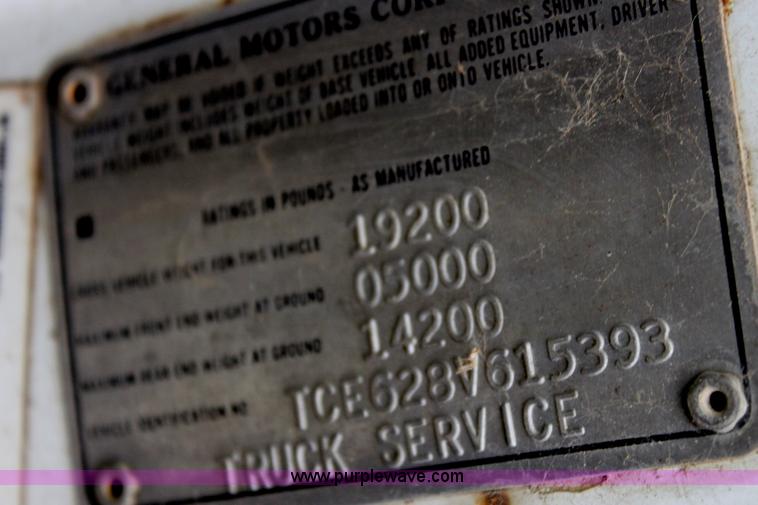 GENERAL MOTORS COR
WARRANTY MAY BE VOIDED IF WEIGHT EXCEEDS ANY OF RATINGS SHOWN.
VEHICLE WEIGHT INCLUDES WEIGHT OF BASE VEHICLE, ALL ADDED EQUIPMENT, DRIVER
AND PASSENGERS, AND ALL PROPERTY LOADED INTO OR ONTO VEHICLE.
RATINGS IN POUNDS - AS MANUFACTURED
GROSS VEHICLE WEIGHT FOR THIS VEHICLE 19200
MAXIMUM FRONT END WEIGHT AT GROUND 05000
MAXIMUM REAR END WEIGHT AT GROUND 14200
VEHICLE IDENTIFICATION NO TCE628V615393
TRUCK SERVICE
www.purplewave.com